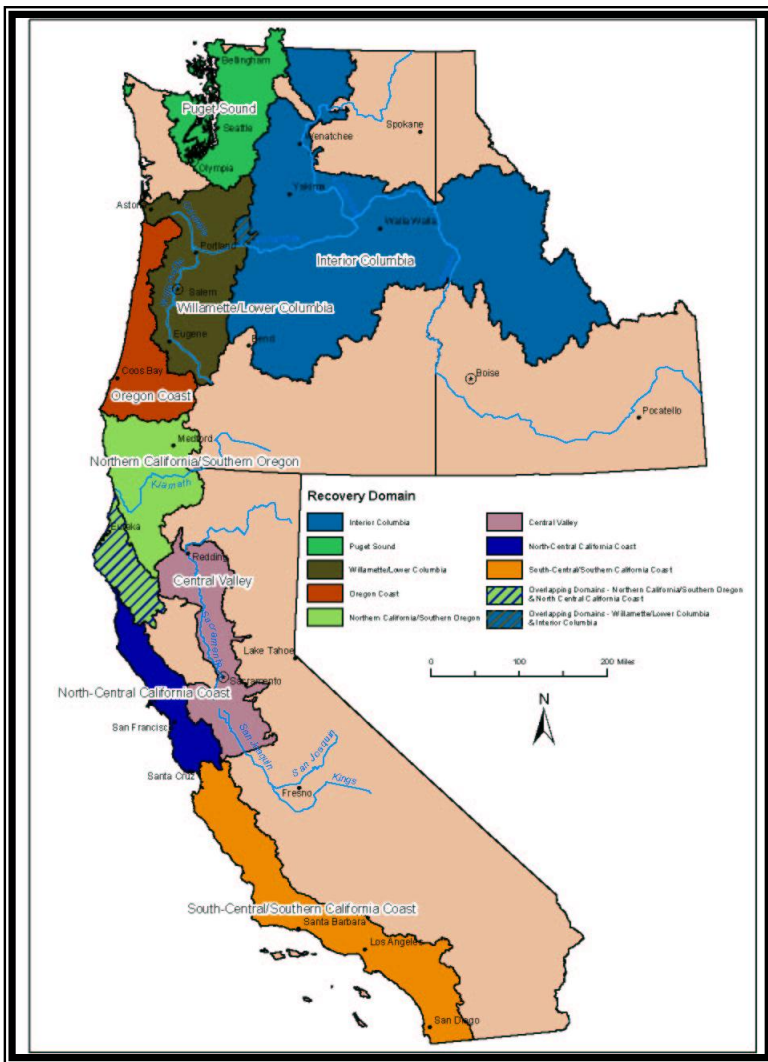 Bellingham
Puget Sound
Seattle
Olympia
Spokane
Wenatchee
Yakima
Walla Walla
Interior Columbia
Portland
Salem
Willamette/Lower Columbia
Eugene
Bend
Coos Bay
Oregon Coast
Boise
Pocatello
Medford
Northern California/Southern Oregon
Klamath
Eureka
Redding
Central Valley
Sacramento
Lake Tahoe
Sacramento
North-Central California Coast
San Francisc
San Joaquin
San Joaquin
Santa Cruz
Kings
Fresno
South-Central/Southern California Coast
Santa Barbara
Los Angeles
San Diego
Recovery Domain
Interior Columbia
Puget Sound
Willamette/Lower Columbia
Oregon Coast
Northern California/Southern Oregon
Central Valley
North-Central California Coast
South-Central/Southern California Coast
Overlapping Domains - Northern California/Southern Oregon
& North Central California Coast
Overlapping Domains - Willamette/Lower Columbia
& Interior Columbia
0 100 200 Miles
N